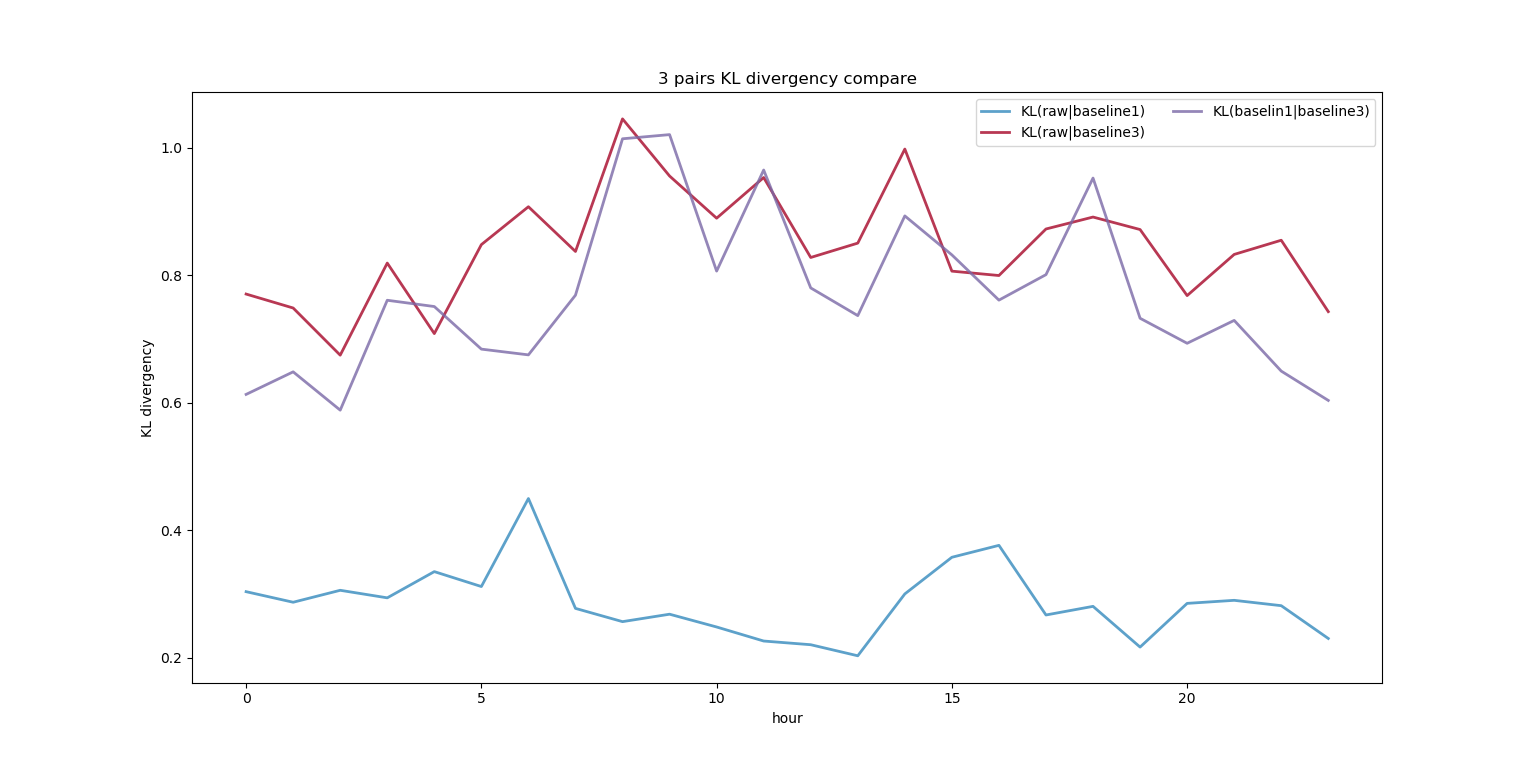 3 pairs KL divergency compare
KL(raw|baseline1)
KL(raw|baseline3)
KL(baselin1|baseline3)
KL divergency
1.0
0.8
0.6
0.4
0.2
0
5
10
15
20
hour